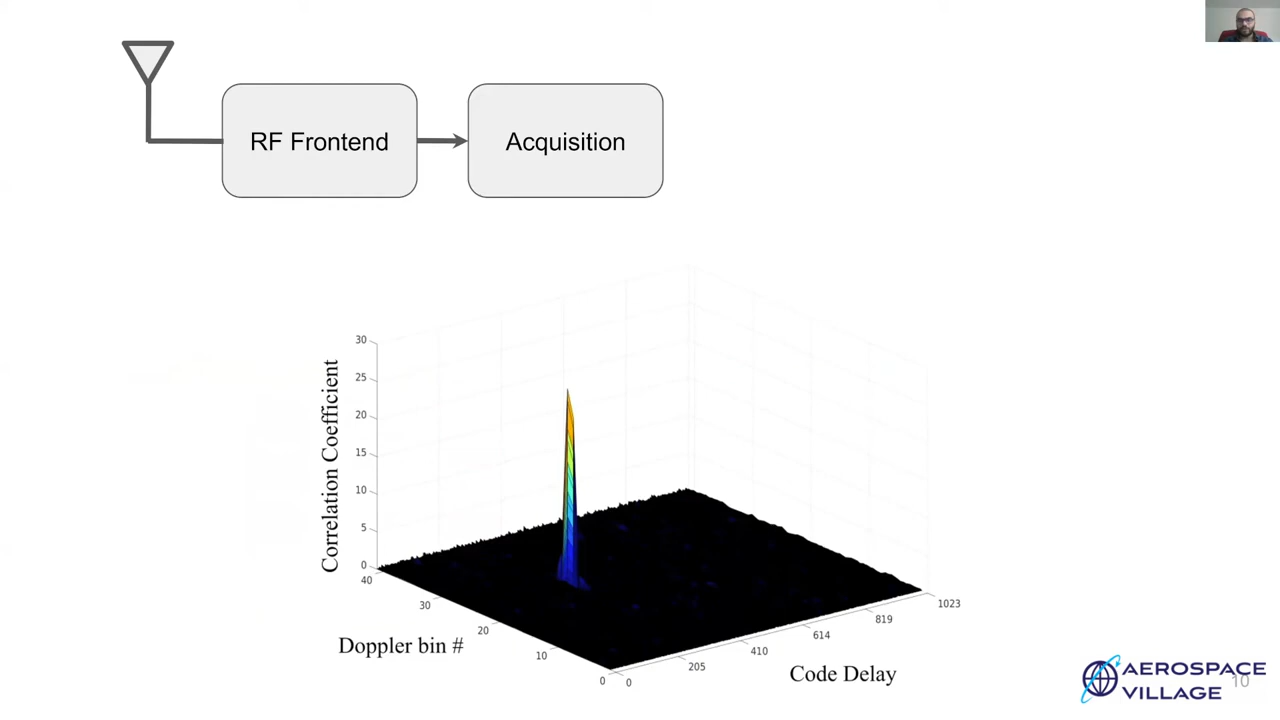 RF Frontend
Acquisition
Correlation Coefficient
30
25
20
15
10
5
0
40
30
20
10
0
Doppler bin #
0
205
410
614
819
1023
Code Delay
AEROSPACE
VILLAGE
10